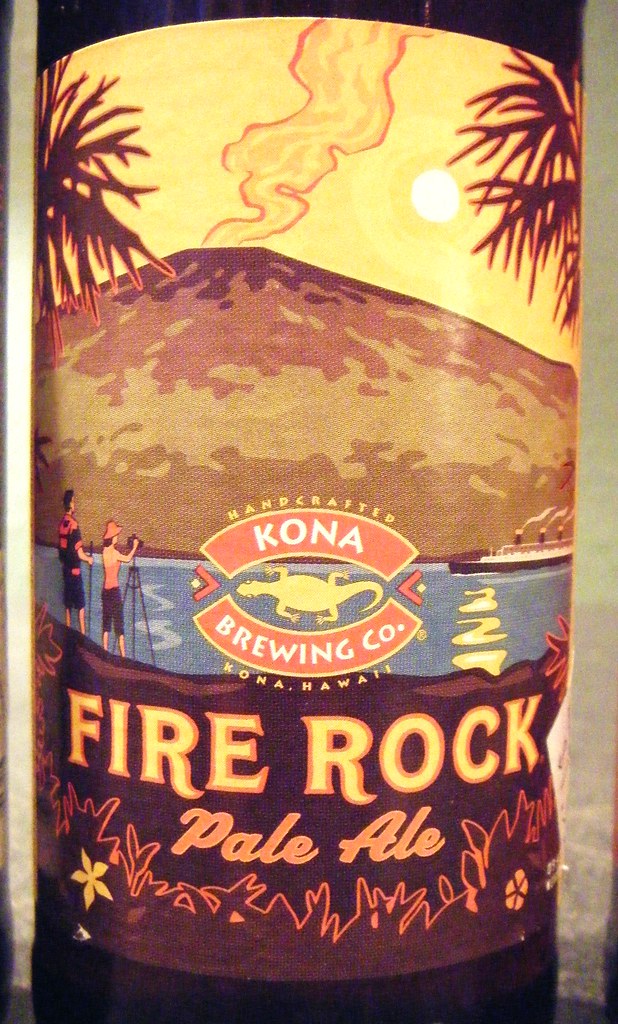 HANDCRAFTED
KONA
BREWING CO.®
KONA, HAWAII
FIRE ROCK
Pale Ale